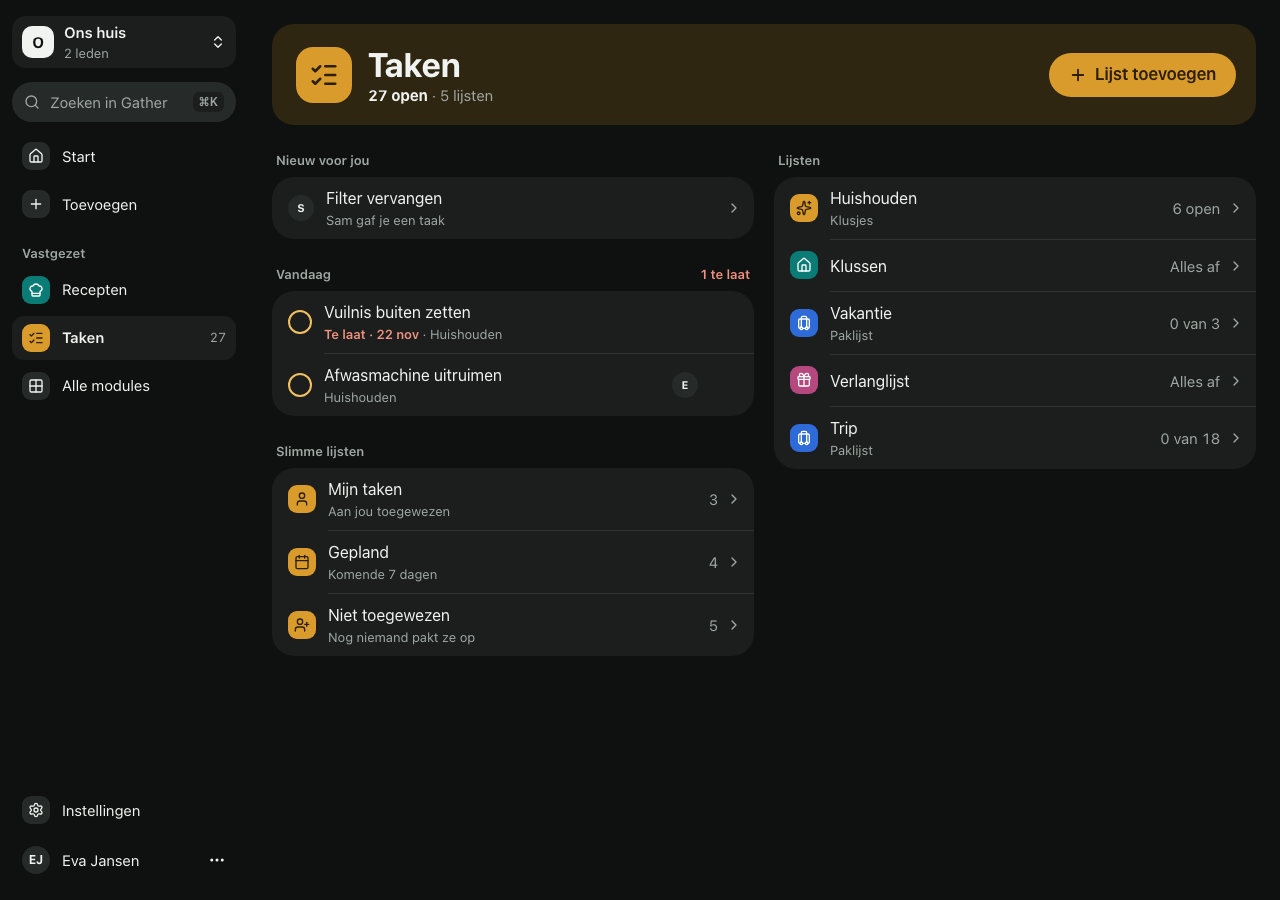 O
Ons huis
2 leden
Zoeken in Gather
⌘K
Start
Toevoegen
Vastgezet
Recepten
Taken
27
Alle modules
Instellingen
EJ
Eva Jansen
Taken
27 open · 5 lijsten
Lijst toevoegen
Nieuw voor jou
S
Filter vervangen
Sam gaf je een taak
Vandaag
1 te laat
Vuilnis buiten zetten
Te laat · 22 nov · Huishouden
Afwasmachine uitruimen
Huishouden
E
Slimme lijsten
Mijn taken
Aan jou toegewezen
3
Gepland
Komende 7 dagen
4
Niet toegewezen
Nog niemand pakt ze op
5
Lijsten
Huishouden
Klusjes
6 open
Klussen
Alles af
Vakantie
Paklijst
0 van 3
Verlanglijst
Alles af
Trip
Paklijst
0 van 18